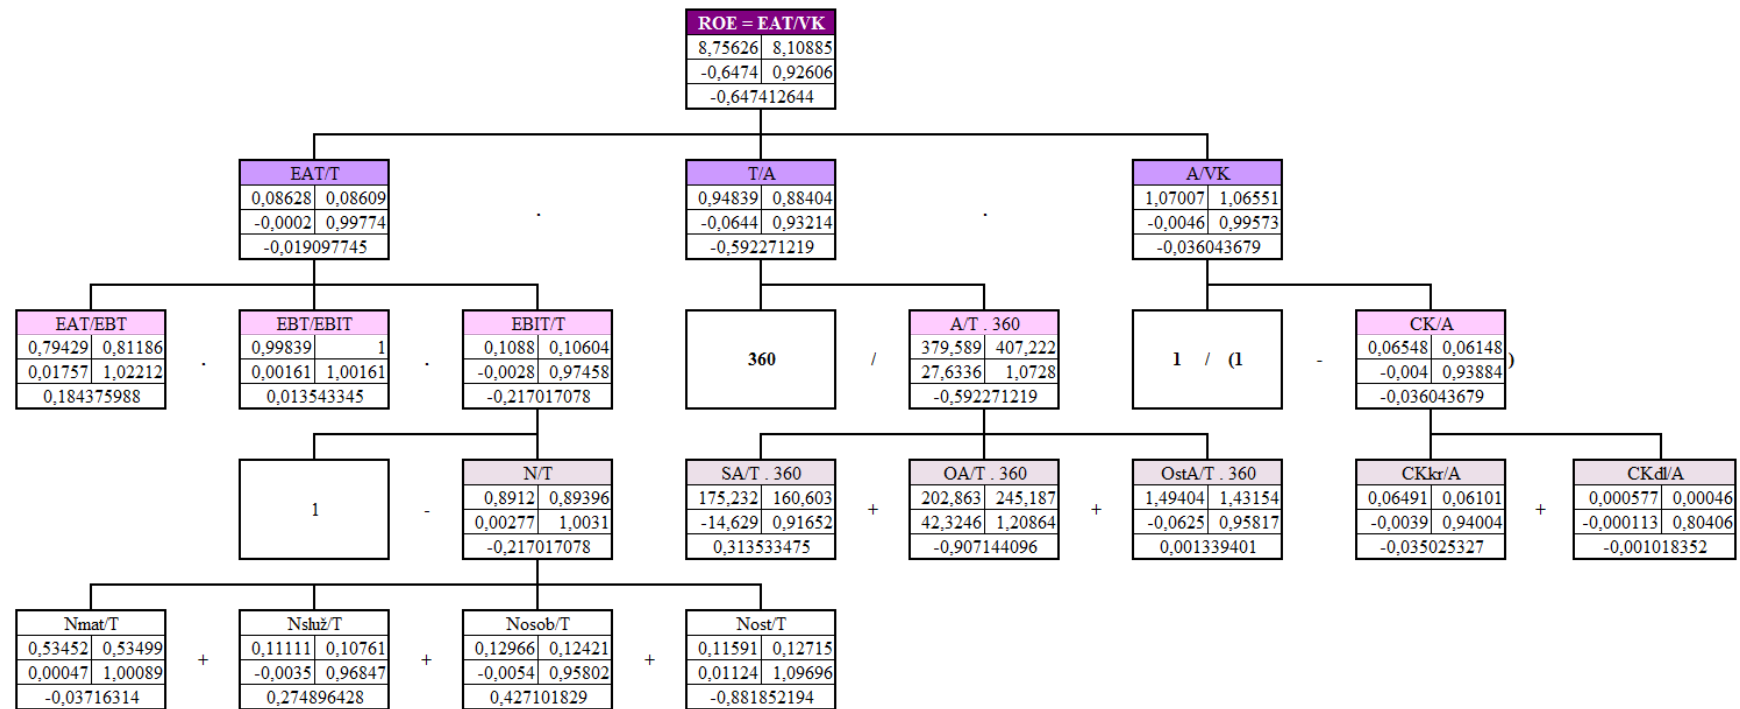 ROE = EAT/VK
8,75626 8,10885
-0,6474 0,92606
-0,647412644
EAT/T T/A A/VK
0,08628 0,08609 0,94839 0,88404 1,07007 1,06551
. .
-0,0002 0,99774 -0,0644 0,93214 -0,0046 0,99573
-0,019097745 -0,592271219 -0,036043679
EAT/EBT EBT/EBIT EBIT/T A/T . 360 CK/A
0,79429 0,81186 0,99839 1 0,1088 0,10604 379,589 407,222 0,06548 0,06148
. . 360 / 1 / (1 - )
0,01757 1,02212 0,00161 1,00161 -0,0028 0,97458 27,6336 1,0728 -0,004 0,93884
0,184375988 0,013543345 -0,217017078 -0,592271219 -0,036043679
N/T SA/T . 360 OA/T . 360 OstA/T . 360 CKkr/A CKdl/A
0,8912 0,89396 175,232 160,603 202,863 245,187 1,49404 1,43154 0,06491 0,06101 0,000577 0,00046
1 - + + +
0,00277 1,0031 -14,629 0,91652 42,3246 1,20864 -0,0625 0,95817 -0,0039 0,94004 -0,000113 0,80406
-0,217017078 0,313533475 -0,907144096 0,001339401 -0,035025327 -0,001018352
Nmat/T Nsluž/T Nosob/T Nost/T
0,53452 0,53499 0,11111 0,10761 0,12966 0,12421 0,11591 0,12715
+ + +
0,00047 1,00089 -0,0035 0,96847 -0,0054 0,95802 0,01124 1,09696
-0,03716314 0,274896428 0,427101829 -0,881852194